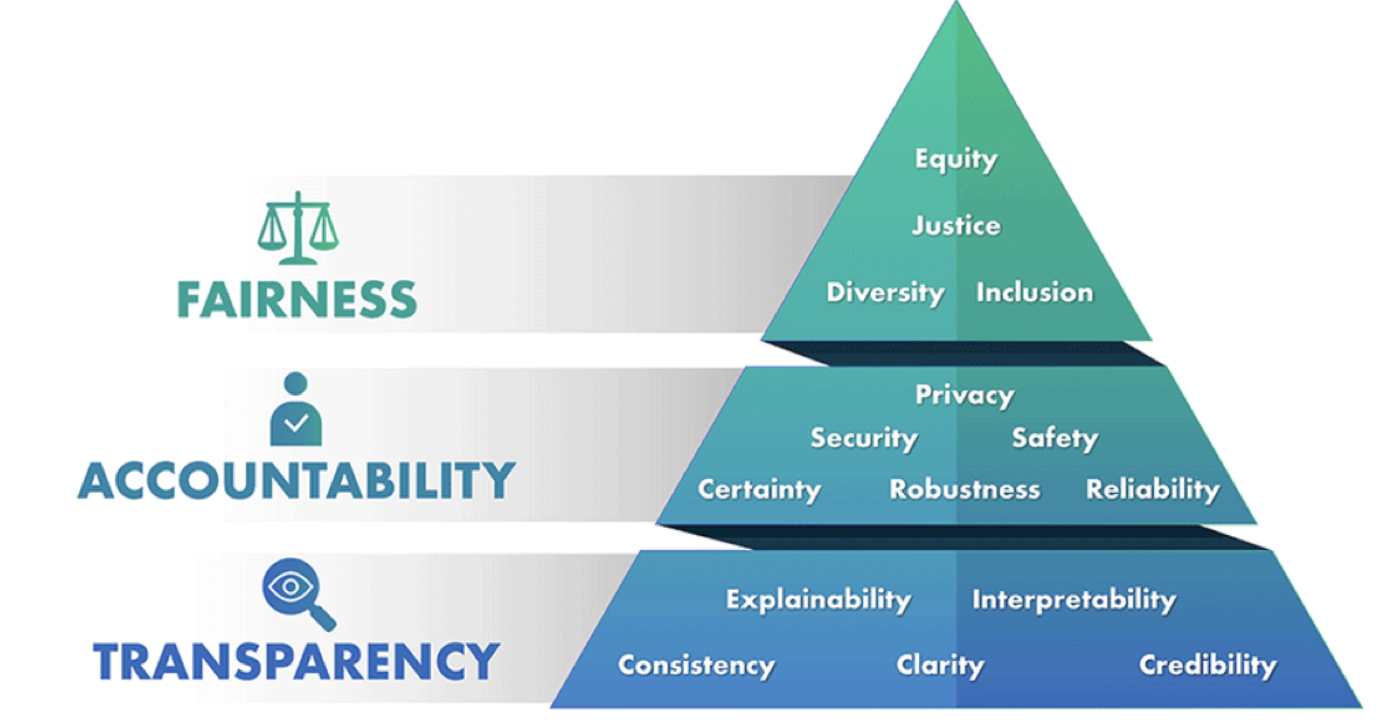 Equity
Justice
Diversity Inclusion
FAIRNESS
Privacy
Security Safety
Certainty Robustness Reliability
ACCOUNTABILITY
Explainability Interpretability
Consistency Clarity Credibility
TRANSPARENCY